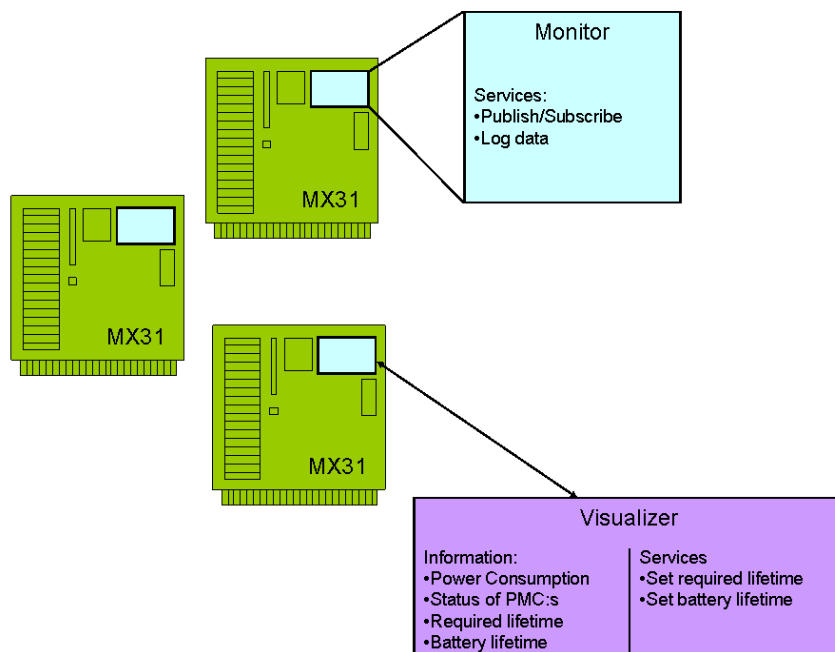 Monitor
Services:
•Publish/Subscribe
•Log data
MX31
MX31
MX31
Visualizer
Information:
•Power Consumption
•Status of PMC:s
•Required lifetime
•Battery lifetime
Services
•Set required lifetime
•Set battery lifetime